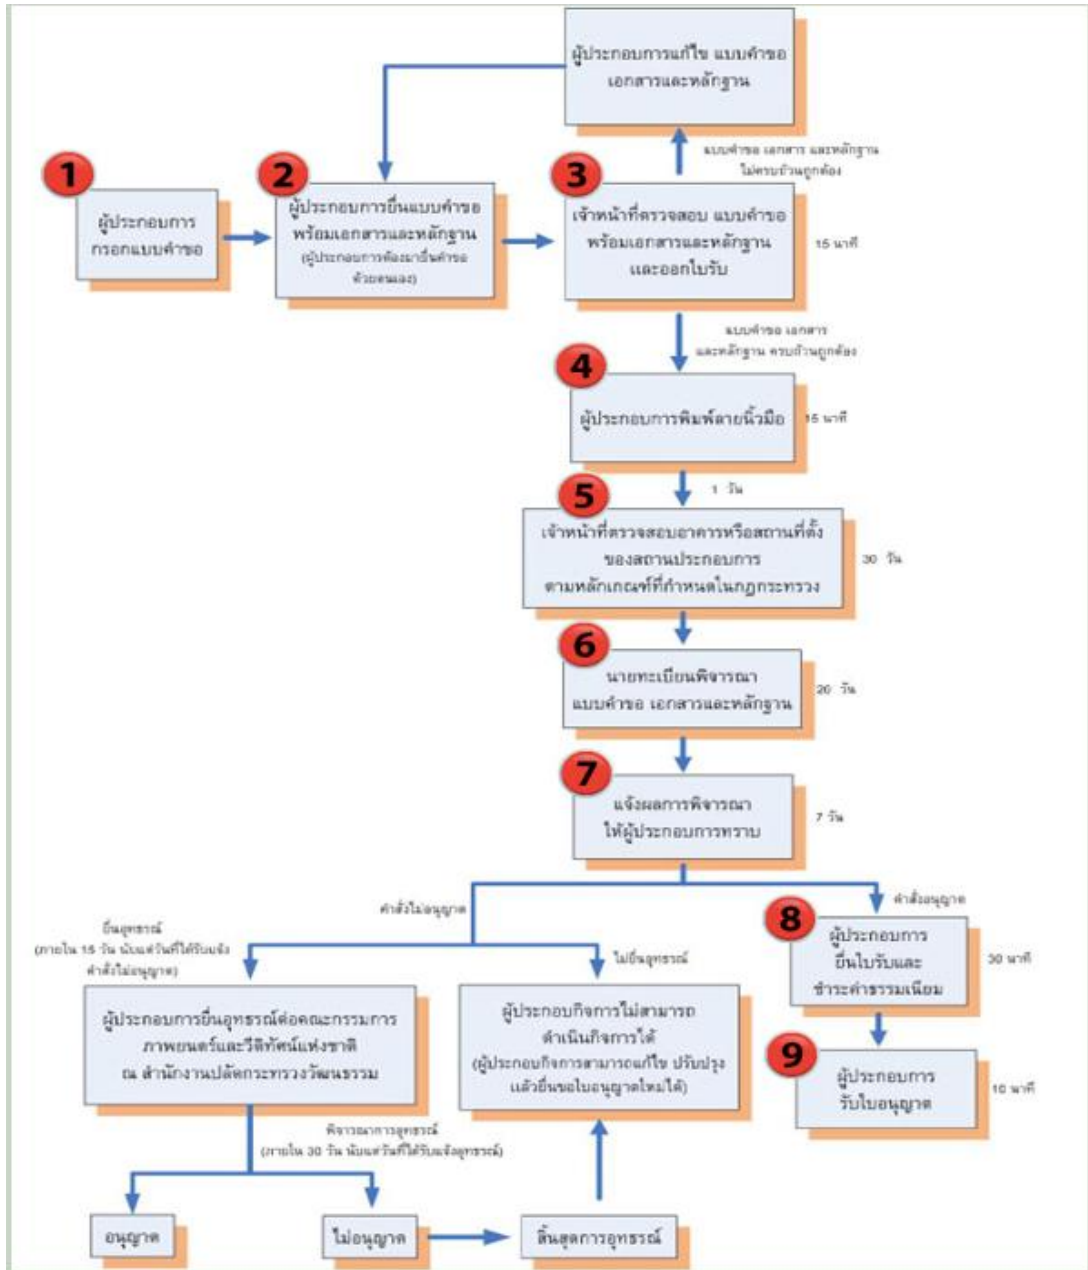 ผู้ประกอบการแก้ไข แบบคำขอ
เอกสารและหลักฐาน
แบบคำขอ เอกสาร และหลักฐาน
ไม่ครบถ้วนถูกต้อง
1
ผู้ประกอบการ
กรอกแบบคำขอ
2
ผู้ประกอบการยื่นแบบคำขอ
พร้อมเอกสารและหลักฐาน
(ผู้ประกอบการต้องมายื่นคำขอ
ด้วยตนเอง)
3
เจ้าหน้าที่ตรวจสอบ แบบคำขอ
พร้อมเอกสารและหลักฐาน
และออกใบรับ
15 นาที
แบบคำขอ เอกสาร
และหลักฐาน ครบถ้วนถูกต้อง
4
ผู้ประกอบการพิมพ์ลายนิ้วมือ
15 นาที
1 วัน
5
เจ้าหน้าที่ตรวจสอบอาคารหรือสถานที่ตั้ง
ของสถานประกอบการ
ตามหลักเกณฑ์ที่กำหนดในกฎกระทรวง
30 วัน
6
นายทะเบียนพิจารณา
แบบคำขอ เอกสารและหลักฐาน
20 วัน
7
แจ้งผลการพิจารณา
ให้ผู้ประกอบการทราบ
7 วัน
คำสั่งไม่อนุญาต
คำสั่งอนุญาต
ยื่นอุทธรณ์
(ภายใน 15 วัน นับแต่วันที่ได้รับแจ้ง
คำสั่งไม่อนุญาต)
ไม่ยื่นอุทธรณ์
8
ผู้ประกอบการ
ยื่นใบรับและ
ชำระค่าธรรมเนียม
30 นาที
ผู้ประกอบการยื่นอุทธรณ์ต่อคณะกรรมการ
ภาพยนตร์และวีดิทัศน์แห่งชาติ
ณ สำนักงานปลัดกระทรวงวัฒนธรรม
ผู้ประกอบกิจการไม่สามารถ
ดำเนินกิจการได้
(ผู้ประกอบกิจการสามารถแก้ไข ปรับปรุง
แล้วยื่นขอใบอนุญาตใหม่ได้)
9
ผู้ประกอบการ
รับใบอนุญาต
10 นาที
พิจารณาการอุทธรณ์
(ภายใน 30 วัน นับแต่วันที่ได้รับแจ้งอุทธรณ์)
อนุญาต
ไม่อนุญาต
สิ้นสุดการอุทธรณ์